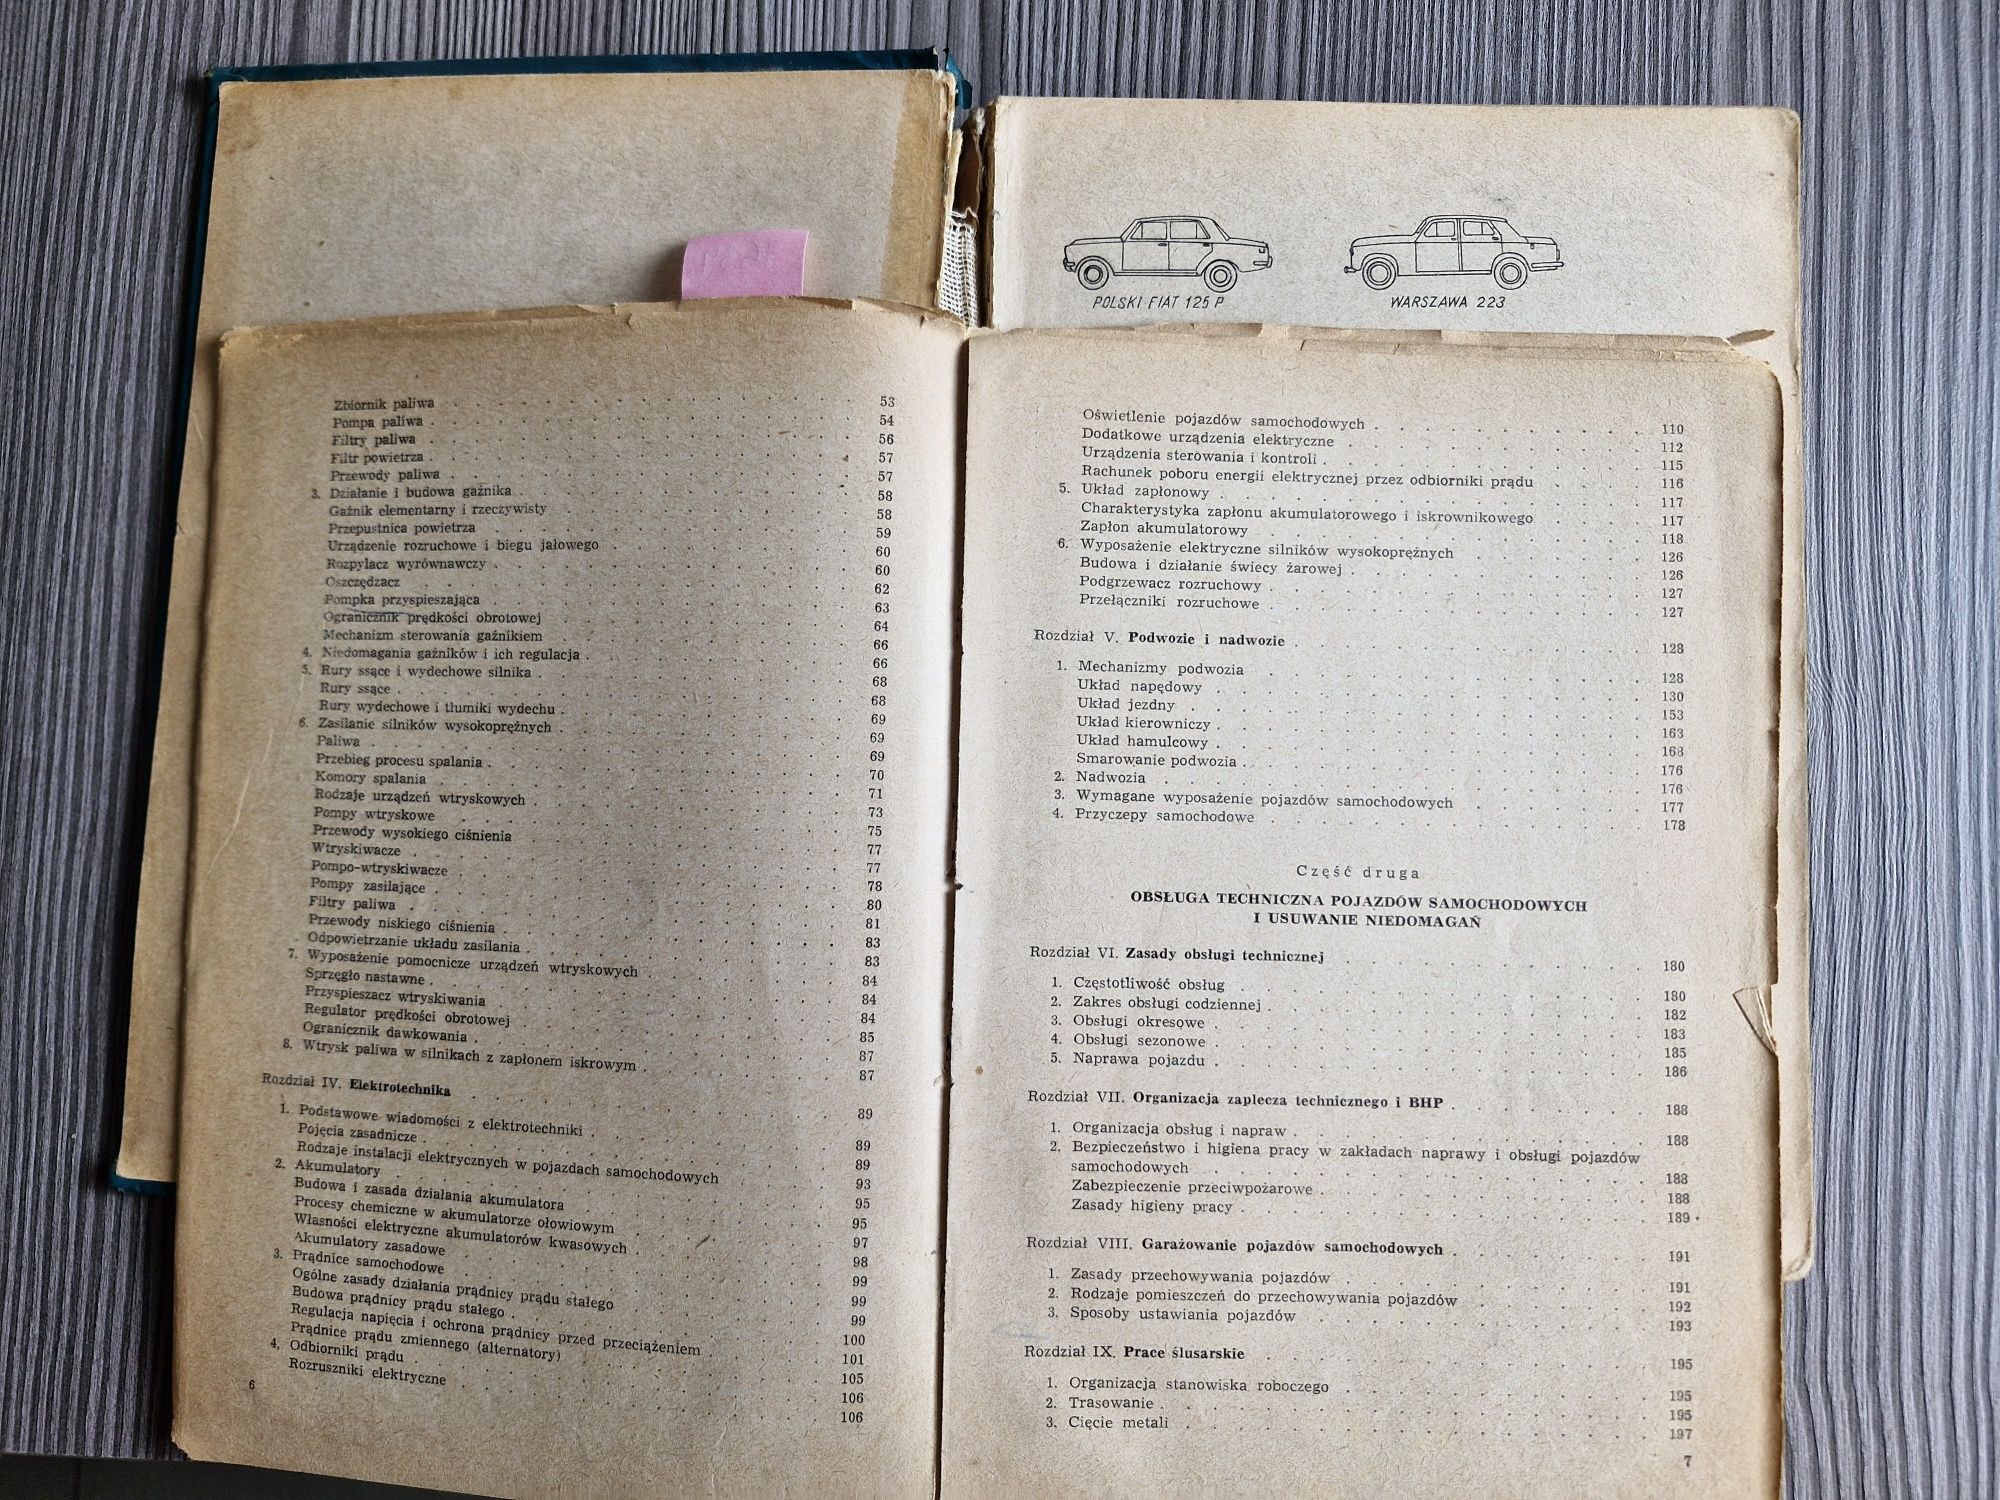 POLSKI FIAT 125 P
WARSZAWA 223
Zbiornik paliwa . . . 53
Pompa paliwa . . . 54
Filtry paliwa . . . 56
Filtr powietrza . . . 57
Przewody paliwa . . . 57
3. Działanie i budowa gaźnika . . . 58
Gaźnik elementarny i rzeczywisty . . . 58
Przepustnica powietrza . . . 59
Urządzenie rozruchowe i biegu jałowego . . . 60
Rozpylacz wyrównawczy . . . 60
Oszczędzacz . . . 62
Pompka przyspieszająca . . . 63
Ogranicznik prędkości obrotowej . . . 64
Mechanizm sterowania gaźnikiem . . . 66
4. Niedomagania gaźników i ich regulacja . . . 66
5. Rury ssące i wydechowe silnika . . . 68
Rury ssące . . . 68
Rury wydechowe i tłumiki wydechu . . . 69
6. Zasilanie silników wysokoprężnych . . . 69
Paliwa . . . 69
Przebieg procesu spalania . . . 70
Komory spalania . . . 71
Rodzaje urządzeń wtryskowych . . . 73
Pompy wtryskowe . . . 75
Przewody wysokiego ciśnienia . . . 77
Wtryskiwacze . . . 77
Pompo-wtryskiwacze . . . 78
Pompy zasilające . . . 80
Filtry paliwa . . . 81
Przewody niskiego ciśnienia . . . 83
Odpowietrzanie układu zasilania . . . 83
7. Wyposażenie pomocnicze urządzeń wtryskowych . . . 84
Sprzęgło nastawne . . . 84
Przyspieszacz wtryskiwania . . . 84
Regulator prędkości obrotowej . . . 85
Ogranicznik dawkowania . . . 87
8. Wtrysk paliwa w silnikach z zapłonem iskrowym . . . 87
Rozdział IV. Elektrotechnika . . . 89
1. Podstawowe wiadomości z elektrotechniki . . . 89
Pojęcia zasadnicze . . . 89
Rodzaje instalacji elektrycznych w pojazdach samochodowych . . . 93
2. Akumulatory . . . 95
Budowa i zasada działania akumulatora . . . 95
Procesy chemiczne w akumulatorze ołowiowym . . . 97
Własności elektryczne akumulatorów kwasowych . . . 98
Akumulatory zasadowe . . . 99
3. Prądnice samochodowe . . . 99
Ogólne zasady działania prądnicy prądu stałego . . . 99
Budowa prądnicy prądu stałego . . . 100
Regulacja napięcia i ochrona prądnicy przed przeciążeniem . . . 101
Prądnice prądu zmiennego (alternatory) . . . 105
4. Odbiorniki prądu . . . 106
Rozruszniki elektryczne . . . 106
6
Oświetlenie pojazdów samochodowych . . . 110
Dodatkowe urządzenia elektryczne . . . 112
Urządzenia sterowania i kontroli . . . 115
Rachunek poboru energii elektrycznej przez odbiorniki prądu . . . 116
5. Układ zapłonowy . . . 117
Charakterystyka zapłonu akumulatorowego i iskrownikowego . . . 117
Zapłon akumulatorowy . . . 118
6. Wyposażenie elektryczne silników wysokoprężnych . . . 126
Budowa i działanie świecy żarowej . . . 126
Podgrzewacz rozruchowy . . . 127
Przełączniki rozruchowe . . . 127
Rozdział V. Podwozie i nadwozie . . . 128
1. Mechanizmy podwozia . . . 128
Układ napędowy . . . 130
Układ jezdny . . . 153
Układ kierowniczy . . . 163
Układ hamulcowy . . . 168
Smarowanie podwozia . . . 176
2. Nadwozia . . . 176
3. Wymagane wyposażenie pojazdów samochodowych . . . 177
4. Przyczepy samochodowe . . . 178
Część druga
OBSŁUGA TECHNICZNA POJAZDÓW SAMOCHODOWYCH
I USUWANIE NIEDOMAGAŃ
Rozdział VI. Zasady obsługi technicznej . . . 180
1. Częstotliwość obsług . . . 180
2. Zakres obsługi codziennej . . . 182
3. Obsługi okresowe . . . 183
4. Obsługi sezonowe . . . 185
5. Naprawa pojazdu . . . 186
Rozdział VII. Organizacja zaplecza technicznego i BHP . . . 188
1. Organizacja obsług i napraw . . . 188
2. Bezpieczeństwo i higiena pracy w zakładach naprawy i obsługi pojazdów
samochodowych . . . 188
Zabezpieczenie przeciwpożarowe . . . 188
Zasady higieny pracy . . . 189
Rozdział VIII. Garażowanie pojazdów samochodowych . . . 191
1. Zasady przechowywania pojazdów . . . 191
2. Rodzaje pomieszczeń do przechowywania pojazdów . . . 192
3. Sposoby ustawiania pojazdów . . . 193
Rozdział IX. Prace ślusarskie . . . 195
1. Organizacja stanowiska roboczego . . . 195
2. Trasowanie . . . 195
3. Cięcie metali . . . 197
7